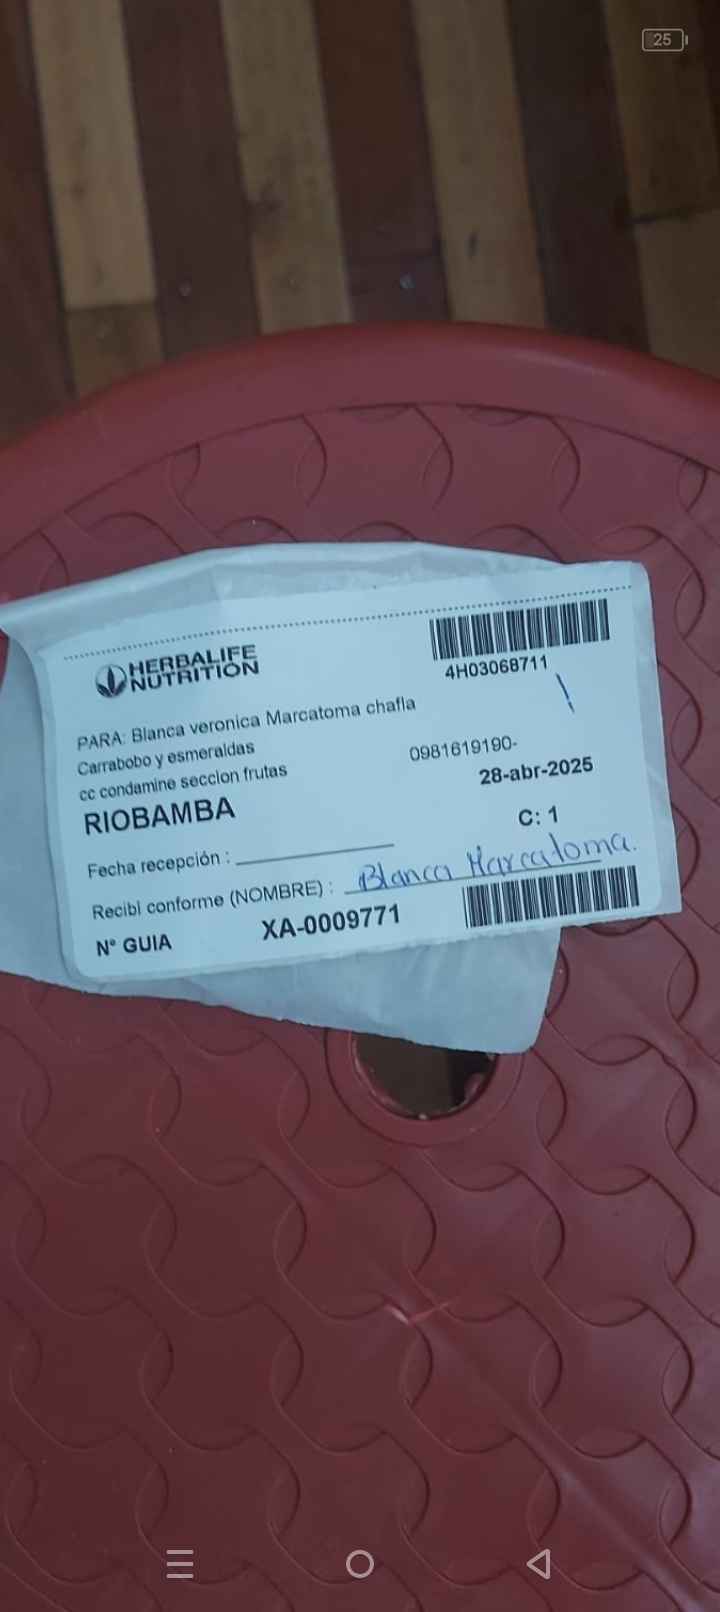 25
HERBALIFE
NUTRITION
4H03068711
PARA: Blanca veronica Marcatoma chafla
Carrabobo y esmeraldas
0981619190-
cc condamine seccion frutas
28-abr-2025
RIOBAMBA
C: 1
Fecha recepción :
Recibi conforme (NOMBRE) : Blanca Marcatoma.
N° GUIA XA-0009771